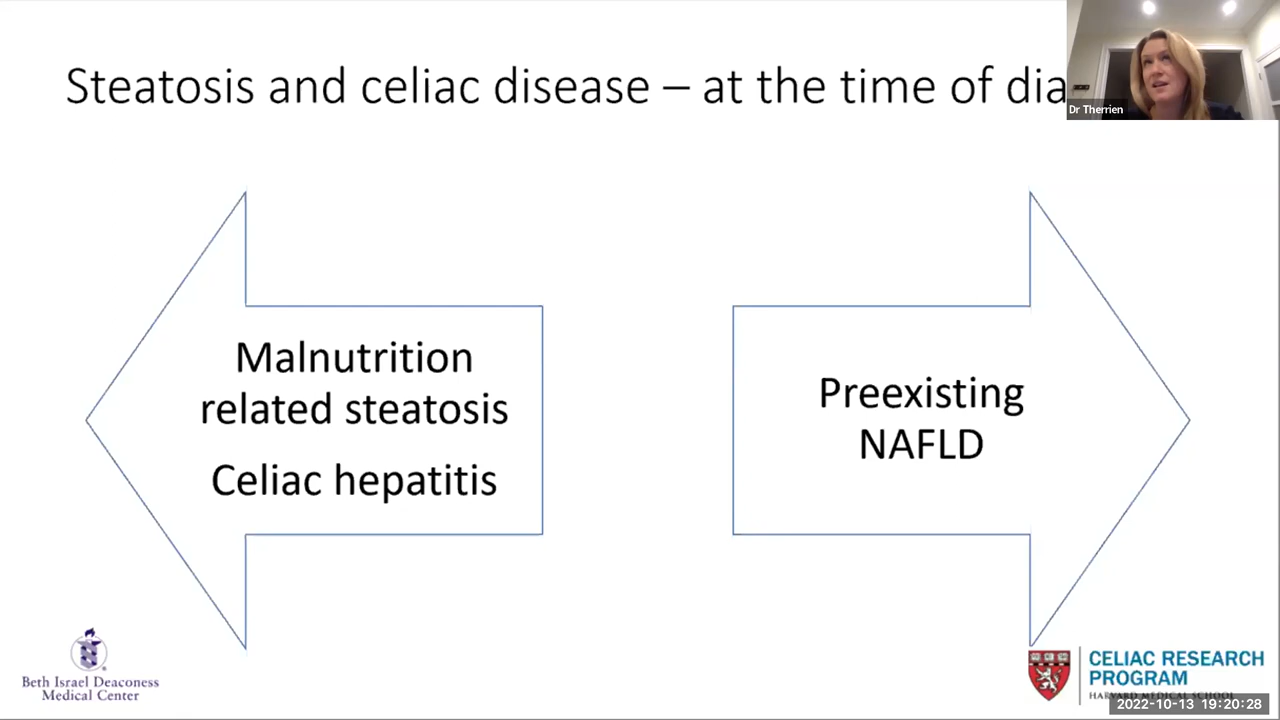 Steatosis and celiac disease – at the time of dia
Dr Therrien
Malnutrition
related steatosis
Celiac hepatitis
Preexisting
NAFLD
Beth Israel Deaconess
Medical Center
CELIAC RESEARCH
PROGRAM
HARVARD MEDICAL SCHOOL
2022-10-13 19:20:28